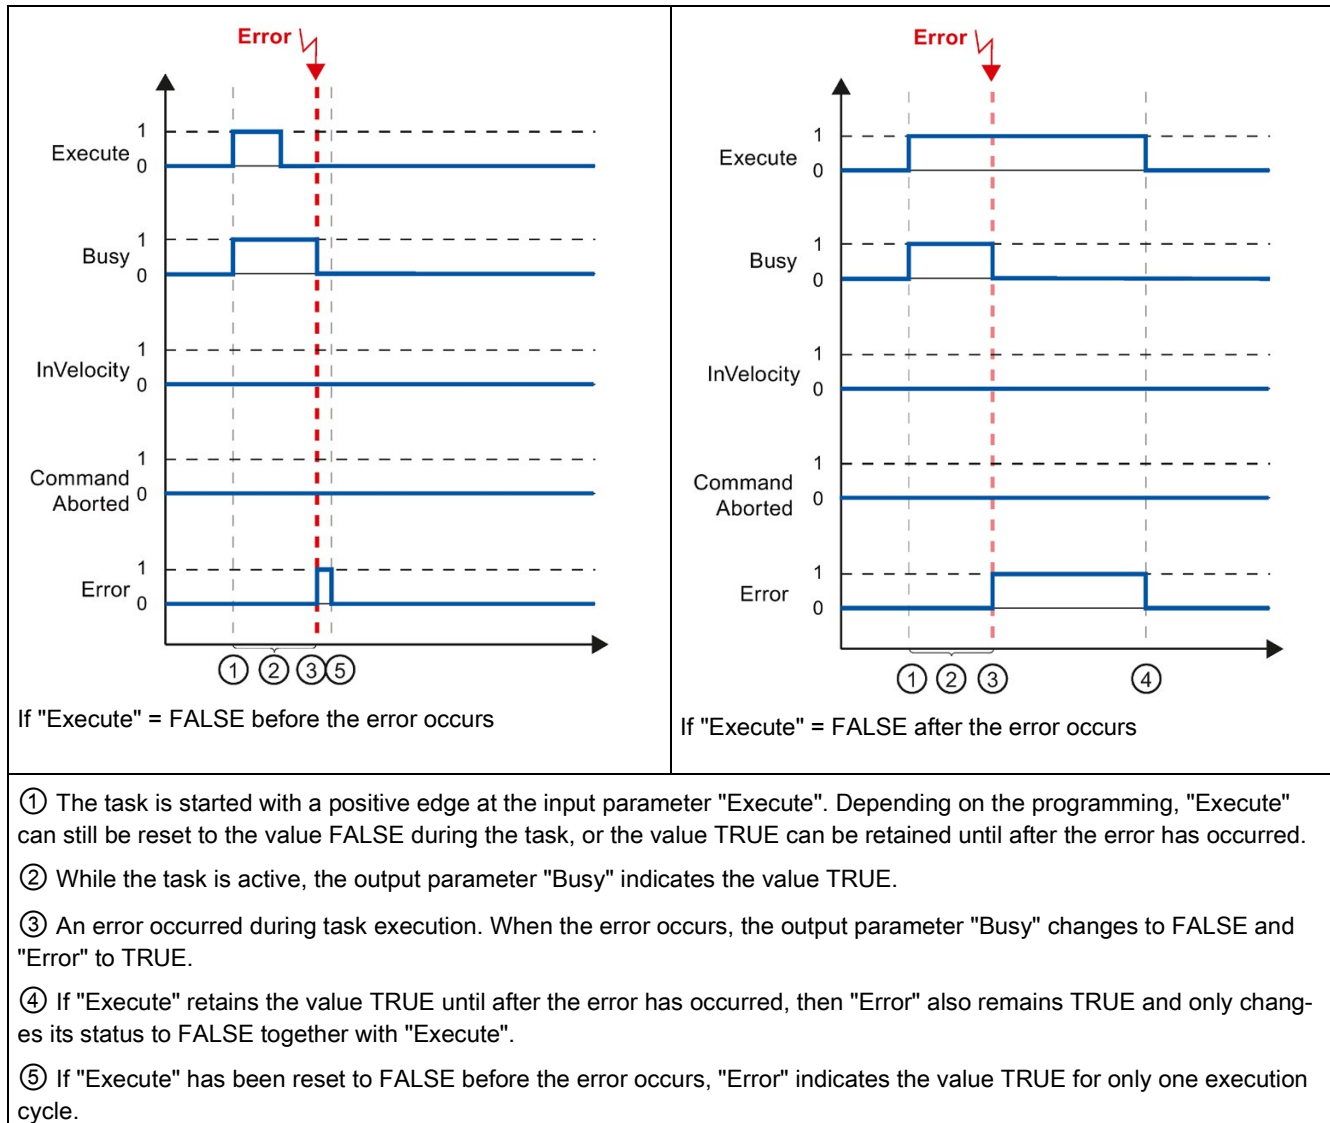 Error
1
Execute
0
1
Busy
0
1
InVelocity
0
1
Command
Aborted
0
1
Error
0
① ② ③ ⑤
If "Execute" = FALSE before the error occurs
Error
1
Execute
0
1
Busy
0
1
InVelocity
0
1
Command
Aborted
0
1
Error
0
① ② ③ ④
If "Execute" = FALSE after the error occurs
① The task is started with a positive edge at the input parameter "Execute". Depending on the programming, "Execute"
can still be reset to the value FALSE during the task, or the value TRUE can be retained until after the error has occurred.
② While the task is active, the output parameter "Busy" indicates the value TRUE.
③ An error occurred during task execution. When the error occurs, the output parameter "Busy" changes to FALSE and
"Error" to TRUE.
④ If "Execute" retains the value TRUE until after the error has occurred, then "Error" also remains TRUE and only chang-
es its status to FALSE together with "Execute".
⑤ If "Execute" has been reset to FALSE before the error occurs, "Error" indicates the value TRUE for only one execution
cycle.